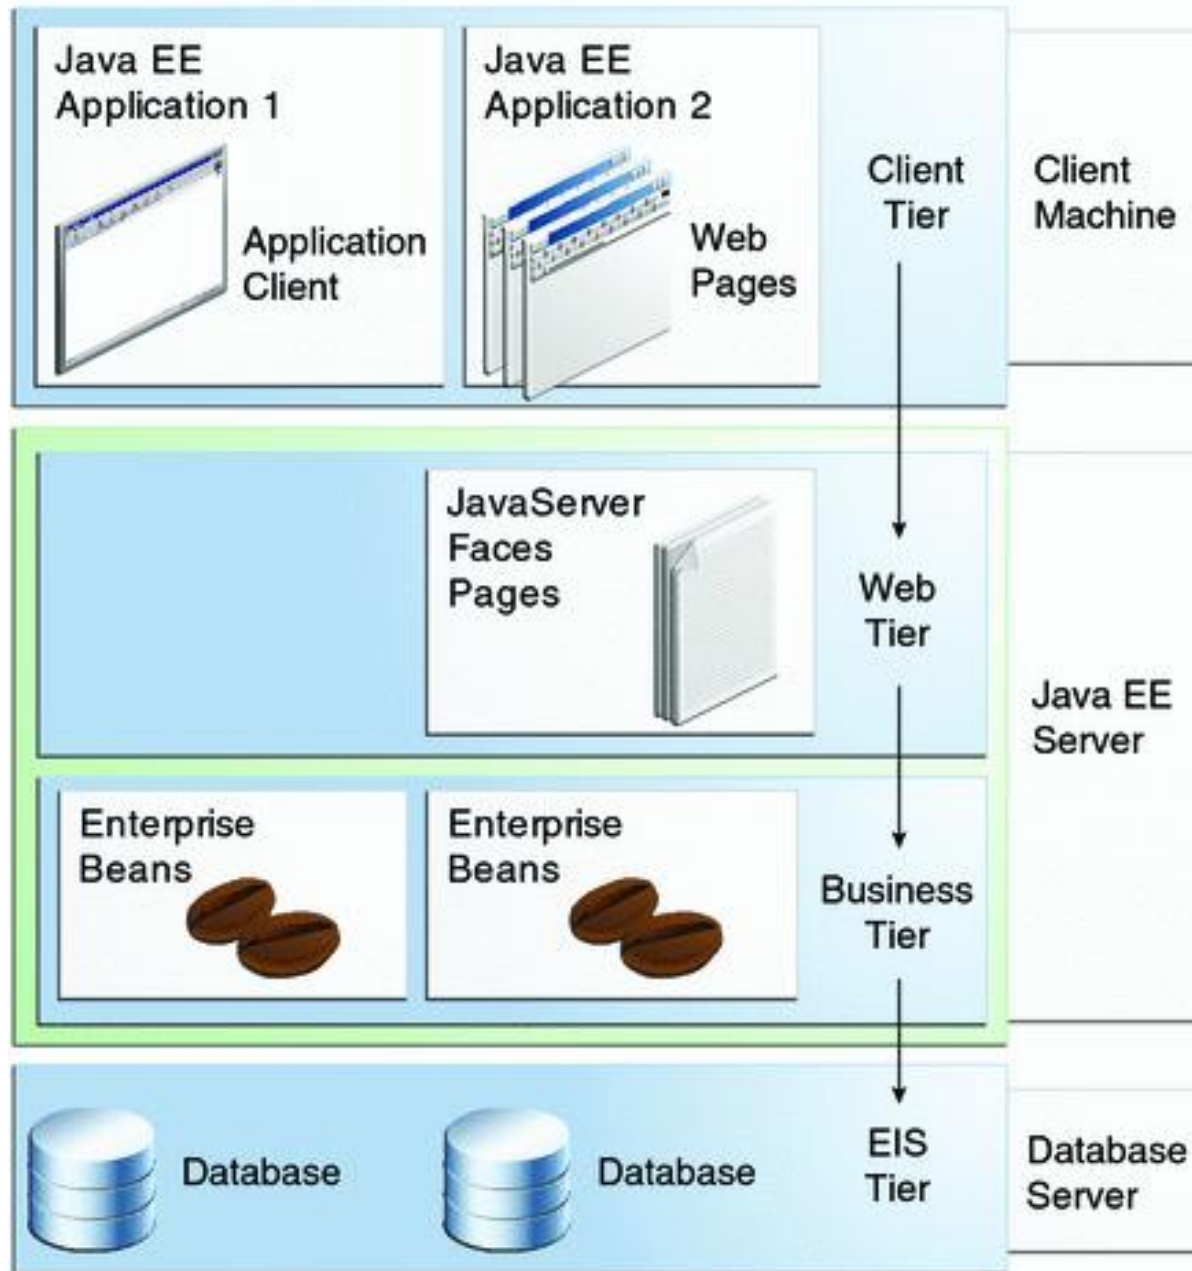 Java EE
Application 1
Application
Client
Java EE
Application 2
Web
Pages
Client
Tier
Client
Machine
JavaServer
Faces
Pages
Web
Tier
Java EE
Server
Enterprise
Beans
Enterprise
Beans
Business
Tier
Database
Database
EIS
Tier
Database
Server